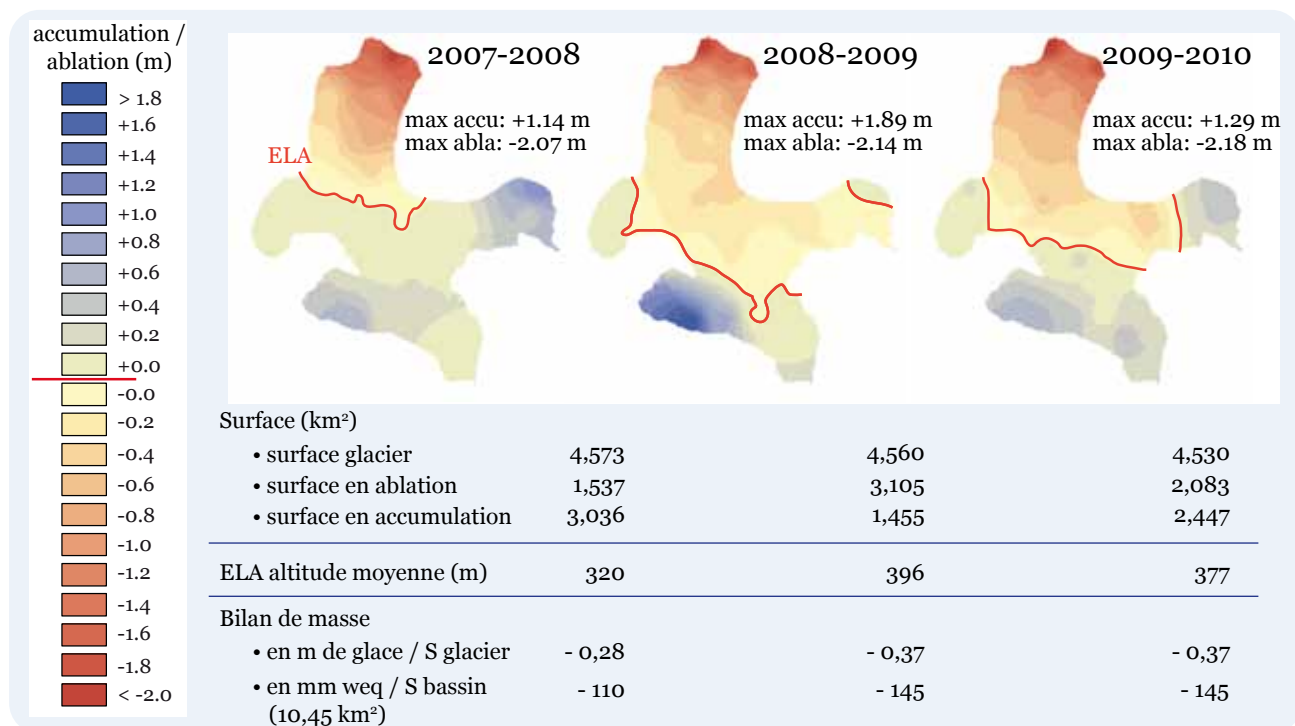 accumulation /
ablation (m)
> 1.8
+1.6
+1.4
+1.2
+1.0
+0.8
+0.6
+0.4
+0.2
+0.0
-0.0
-0.2
-0.4
-0.6
-0.8
-1.0
-1.2
-1.4
-1.6
-1.8
< -2.0
2007-2008
max accu: +1.14 m
max abla: -2.07 m
ELA
2008-2009
max accu: +1.89 m
max abla: -2.14 m
2009-2010
max accu: +1.29 m
max abla: -2.18 m
Surface (km²)
• surface glacier 4,573 4,560 4,530
• surface en ablation 1,537 3,105 2,083
• surface en accumulation 3,036 1,455 2,447
ELA altitude moyenne (m) 320 396 377
Bilan de masse
• en m de glace / S glacier - 0,28 - 0,37 - 0,37
• en mm weq / S bassin - 110 - 145 - 145
(10,45 km²)